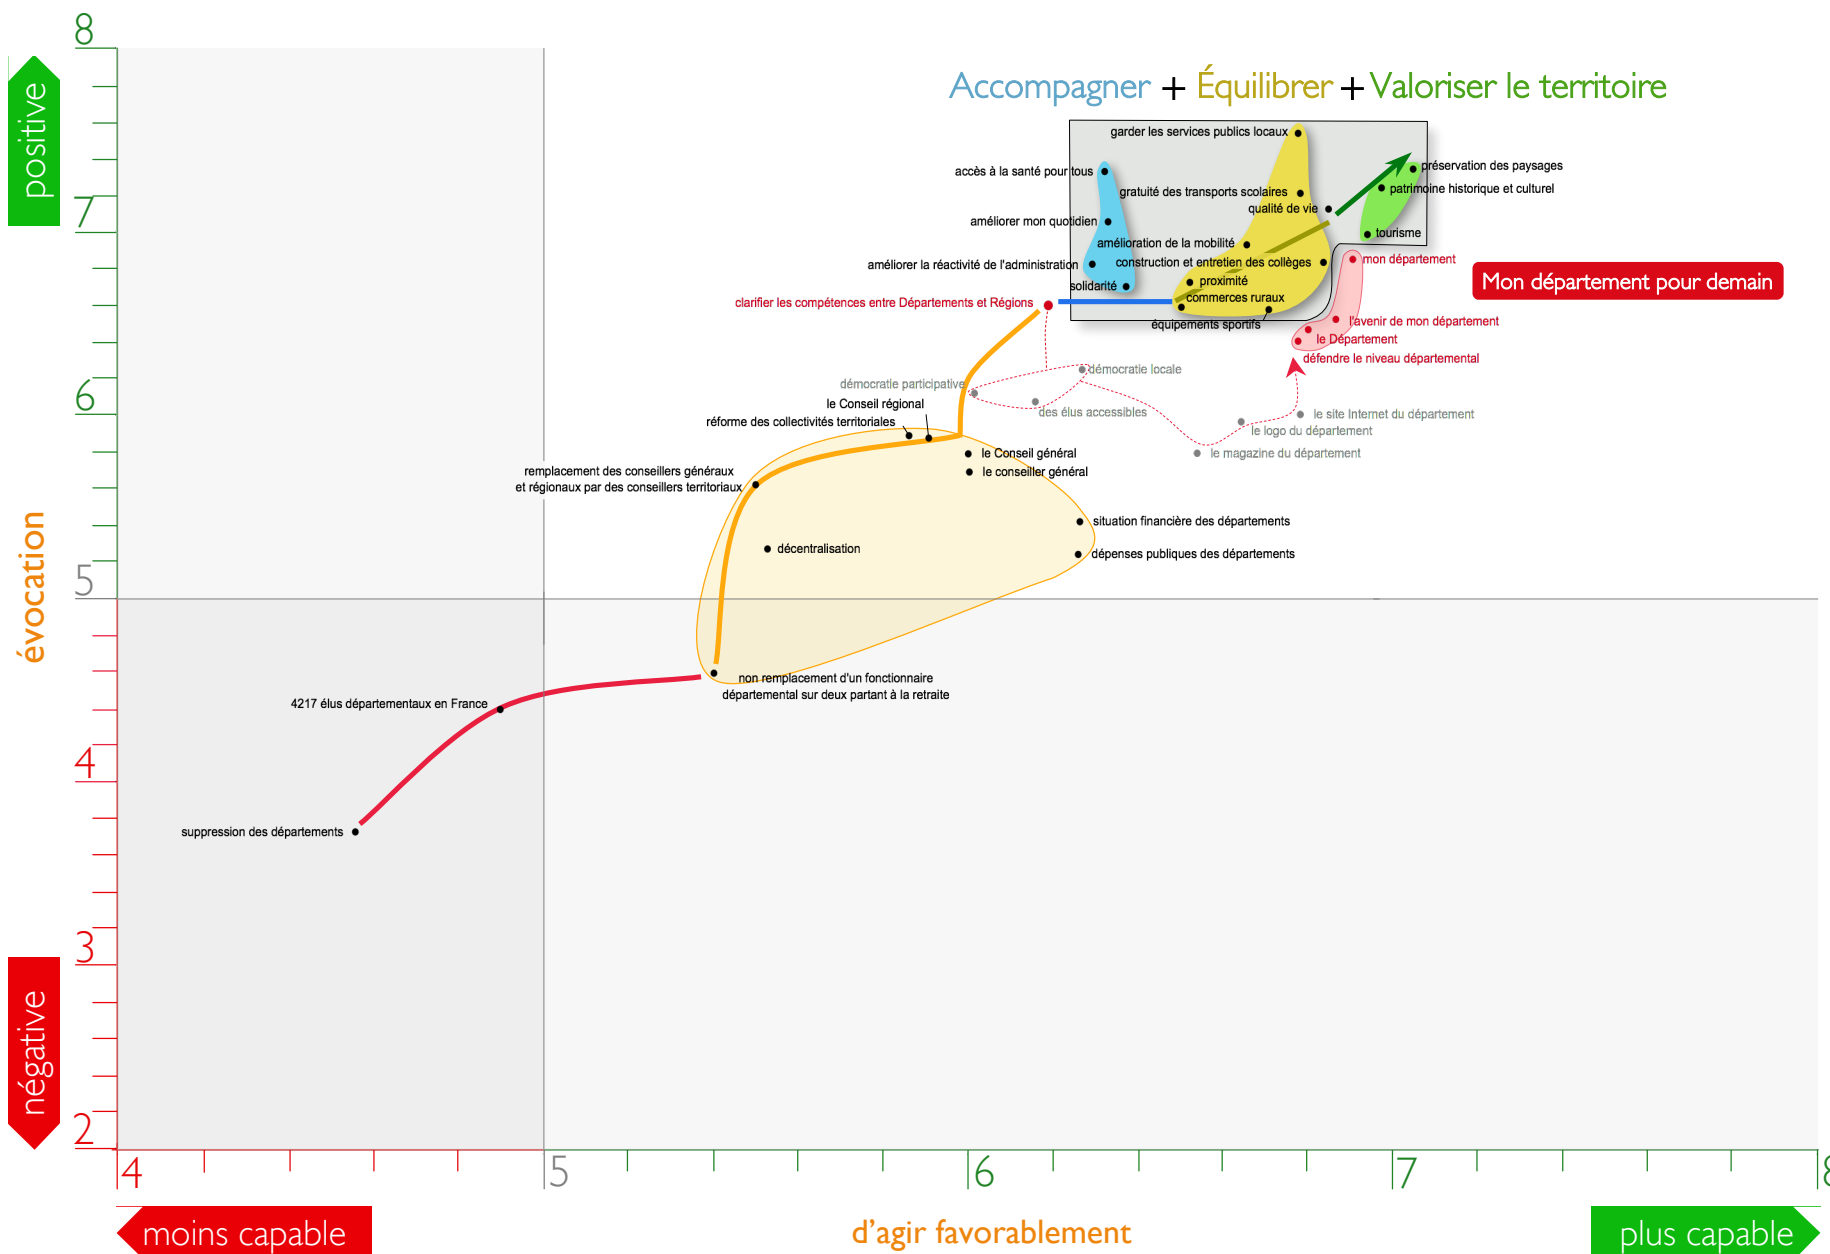 8
positive
Accompagner + Équilibrer + Valoriser le territoire
garder les services publics locaux
accès à la santé pour tous
préservation des paysages
gratuité des transports scolaires
patrimoine historique et culturel
7
qualité de vie
améliorer mon quotidien
tourisme
amélioration de la mobilité
mon département
améliorer la réactivité de l'administration
construction et entretien des collèges
Mon département pour demain
solidarité
proximité
clarifier les compétences entre Départements et Régions
commerces ruraux
équipements sportifs
l'avenir de mon département
le Département
défendre le niveau départemental
démocratie locale
démocratie participative
6
le Conseil régional
des élus accessibles
le site Internet du département
réforme des collectivités territoriales
le logo du département
le Conseil général
le magazine du département
remplacement des conseillers généraux
et régionaux par des conseillers territoriaux
le conseiller général
situation financière des départements
évocation
décentralisation
dépenses publiques des départements
5
non remplacement d'un fonctionnaire
départemental sur deux partant à la retraite
4217 élus départementaux en France
4
suppression des départements
3
négative
2
4
5
6
7
8
moins capable
d'agir favorablement
plus capable